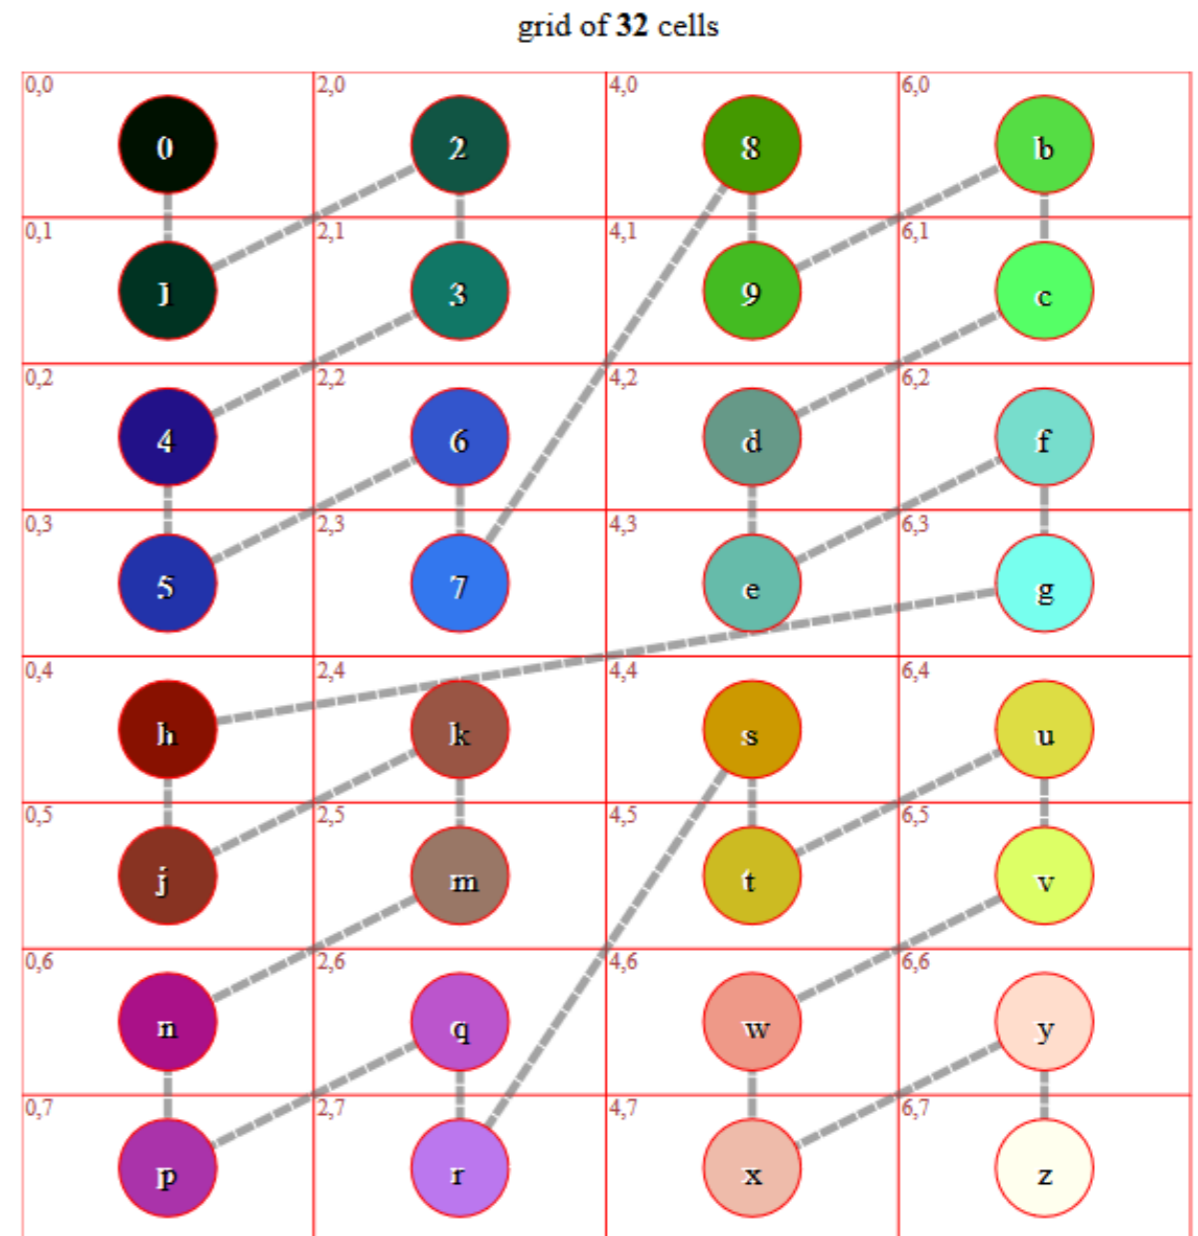 grid of 32 cells
0,0 2,0 4,0 6,0
0 2 8 b
0,1 2,1 4,1 6,1
1 3 9 c
0,2 2,2 4,2 6,2
4 6 d f
0,3 2,3 4,3 6,3
5 7 e g
0,4 2,4 4,4 6,4
h k s u
0,5 2,5 4,5 6,5
j m t v
0,6 2,6 4,6 6,6
n q w y
0,7 2,7 4,7 6,7
p r x z